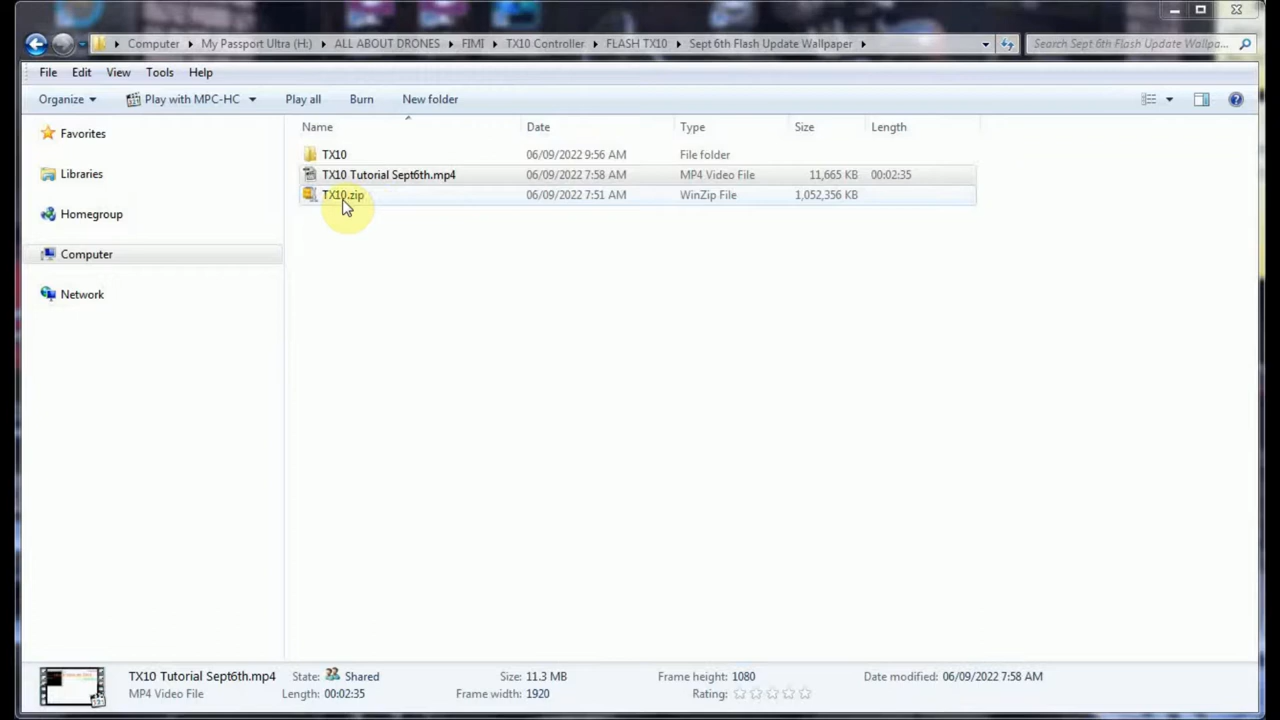 Computer My Passport Ultra (H:) ALL ABOUT DRONES FIMI TX10 Controller FLASH TX10 Sept 6th Flash Update Wallpaper Search Sept 6th Flash Update Wallpa...
File Edit View Tools Help
Organize Play with MPC-HC Play all Burn New folder
Name Date Type Size Length
Favorites
Libraries
Homegroup
Computer
Network
TX10 06/09/2022 9:56 AM File folder
TX10 Tutorial Sept6th.mp4 06/09/2022 7:58 AM MP4 Video File 11,665 KB 00:02:35
TX10.zip 06/09/2022 7:51 AM WinZip File 1,052,356 KB
TX10 Tutorial Sept6th.mp4 State: Shared Size: 11.3 MB Frame height: 1080 Date modified: 06/09/2022 7:58 AM
MP4 Video File Length: 00:02:35 Frame width: 1920 Rating: